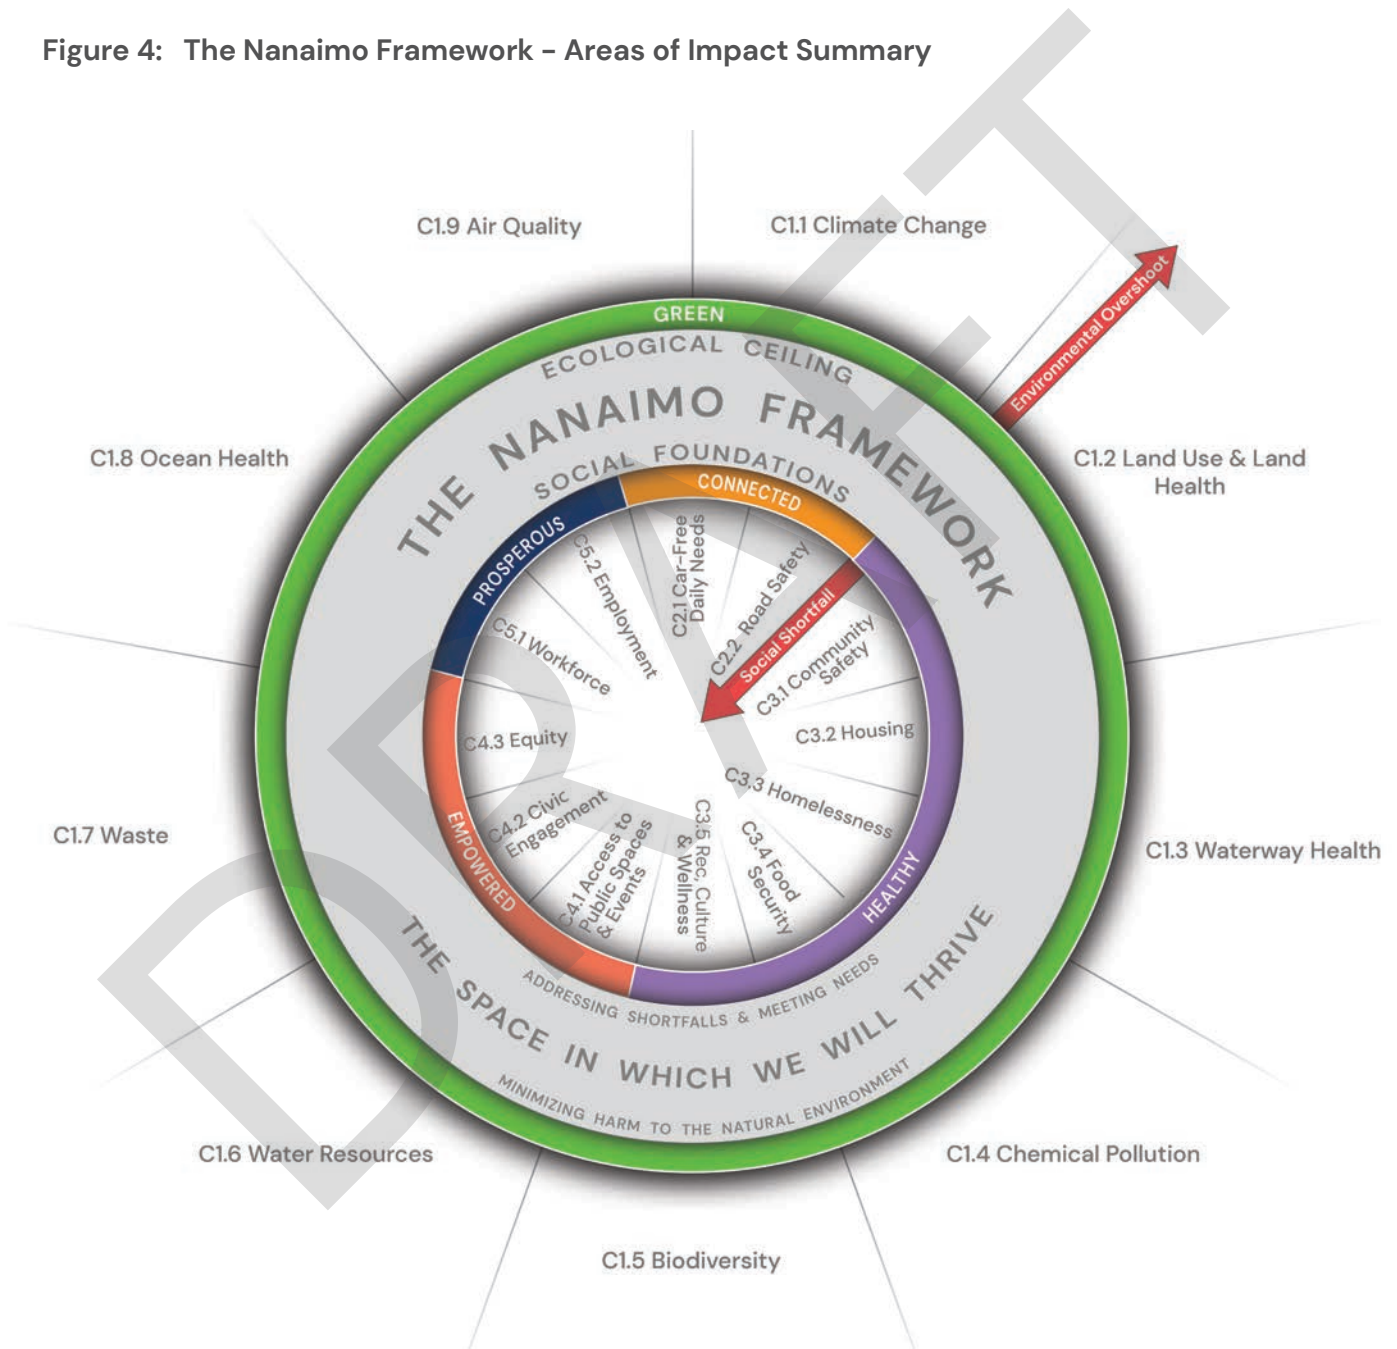 Figure 4: The Nanaimo Framework – Areas of Impact Summary
C1.9 Air Quality
C1.1 Climate Change
Environmental Overshoot
GREEN
ECOLOGICAL CEILING
THE NANAIMO FRAMEWORK
SOCIAL FOUNDATIONS
C1.8 Ocean Health
C1.2 Land Use & Land
Health
CONNECTED
PROSPEROUS
C5.2 Employment
C2.1 Car-Free
Daily Needs
C2.2 Road Safety
Social Shortfall
C3.1 Community
Safety
C5.1 Workforce
C4.3 Equity
C3.2 Housing
C3.3 Homelessness
C4.2 Civic
Engagement
C4.1 Access to
Public Spaces
& Events
C3.5 Rec, Culture
& Wellness
C3.4 Food
Security
EMPOWERED
HEALTHY
C1.7 Waste
C1.3 Waterway Health
ADDRESSING SHORTFALLS & MEETING NEEDS
THE SPACE IN WHICH WE WILL THRIVE
MINIMIZING HARM TO THE NATURAL ENVIRONMENT
C1.6 Water Resources
C1.4 Chemical Pollution
C1.5 Biodiversity
DRAFT